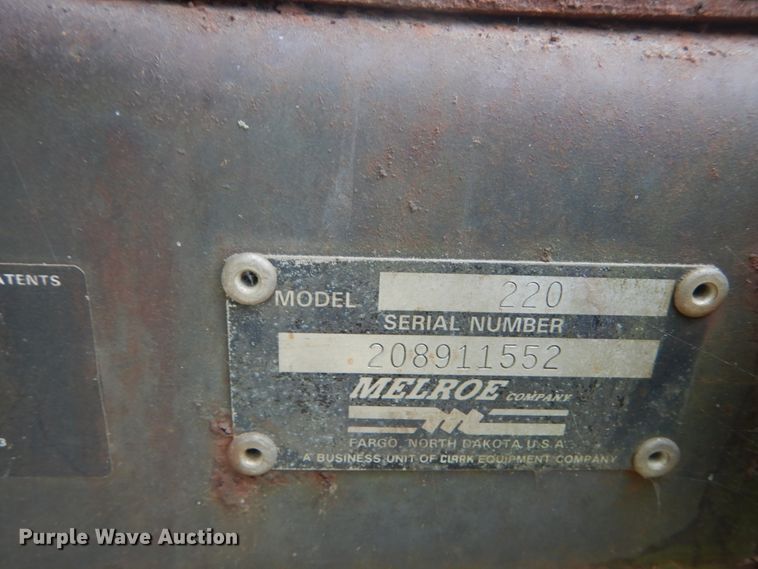 ATENTS
MODEL 220
SERIAL NUMBER
208911552
MELROE COMPANY
FARGO, NORTH DAKOTA, U.S.A.
A BUSINESS UNIT OF CLARK EQUIPMENT COMPANY
3
Purple Wave Auction